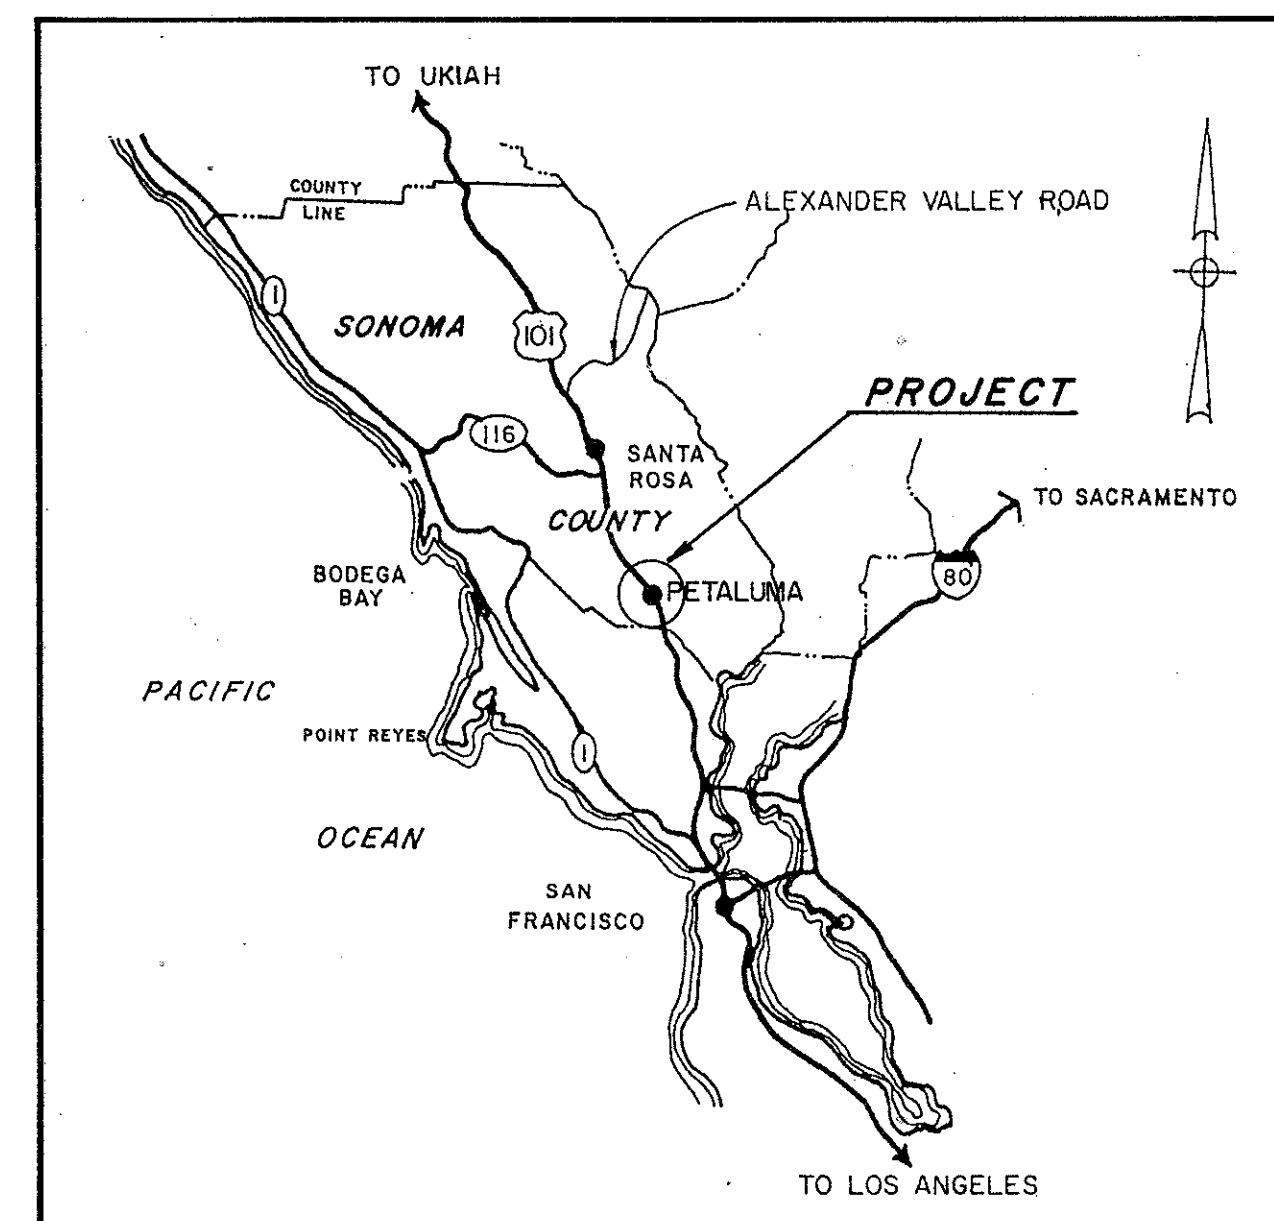 TO UKIAH
COUNTY
LINE
ALEXANDER VALLEY ROAD
1
SONOMA
101
PROJECT
116
SANTA
ROSA
TO SACRAMENTO
COUNTY
BODEGA
BAY
80
PETALUMA
PACIFIC
POINT REYES
1
OCEAN
SAN
FRANCISCO
TO LOS ANGELES